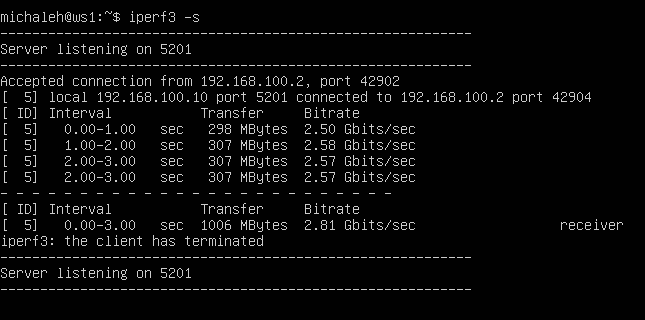 michaleh@ws1:~$ iperf3 -s
-----------------------------------------------------------
Server listening on 5201
-----------------------------------------------------------
Accepted connection from 192.168.100.2, port 42902
[  5] local 192.168.100.10 port 5201 connected to 192.168.100.2 port 42904
[ ID] Interval           Transfer     Bitrate
[  5]   0.00-1.00   sec   298 MBytes  2.50 Gbits/sec
[  5]   1.00-2.00   sec   307 MBytes  2.58 Gbits/sec
[  5]   2.00-3.00   sec   307 MBytes  2.57 Gbits/sec
[  5]   2.00-3.00   sec   307 MBytes  2.57 Gbits/sec
- - - - - - - - - - - - - - - - - - - - - - - - -
[ ID] Interval           Transfer     Bitrate
[  5]   0.00-3.00   sec  1006 MBytes  2.81 Gbits/sec                  receiver
iperf3: the client has terminated
-----------------------------------------------------------
Server listening on 5201
-----------------------------------------------------------